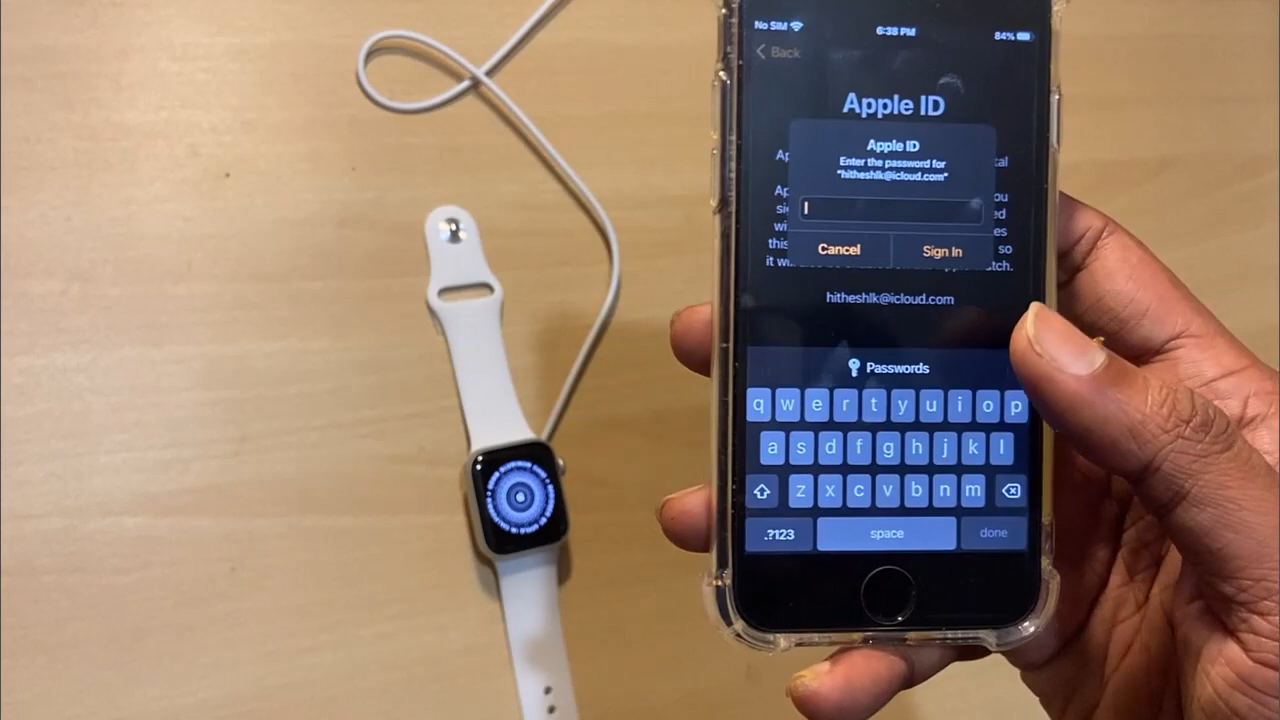 No SIM
6:38 PM
84%
Back
Apple ID
Apple ID
Enter the password for
"hitheshlk@icloud.com"
Cancel
Sign In
it
hitheshlk@icloud.com
Passwords
q w e r t y u i o p
a s d f g h j k l
z x c v b n m
.?123
space
done